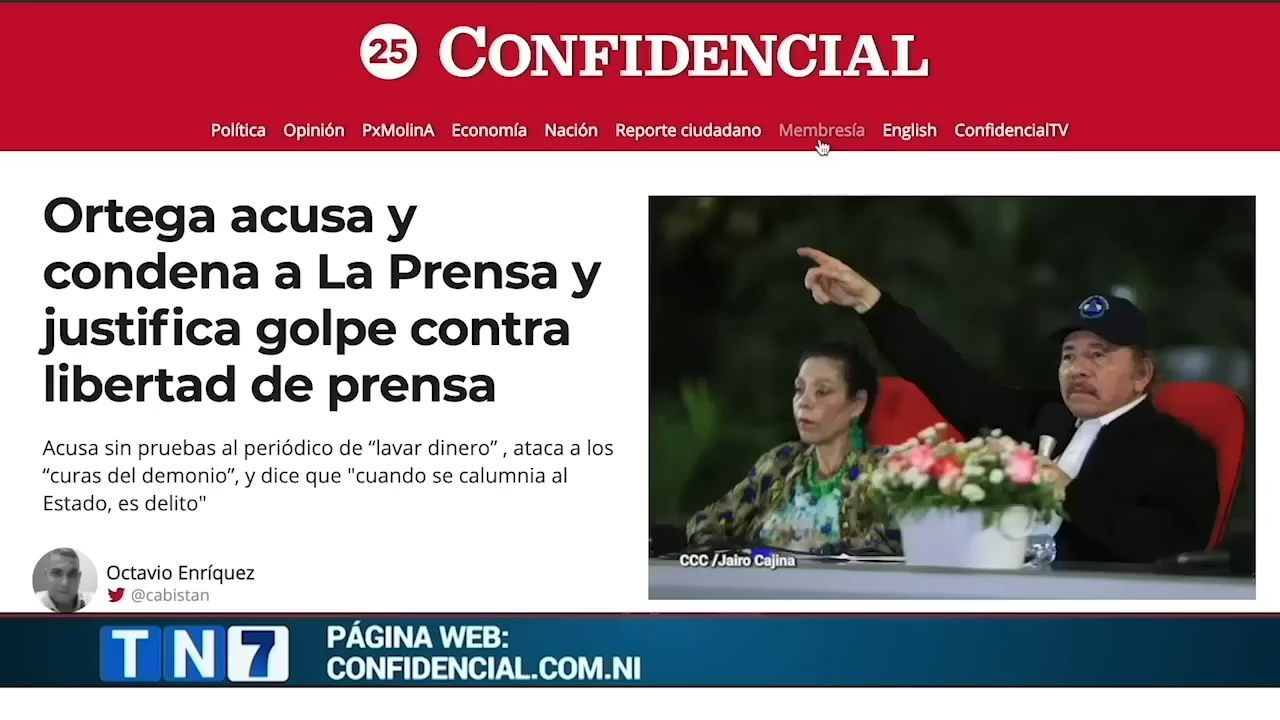 25 CONFIDENCIAL
Política Opinión PxMolinA Economía Nación Reporte ciudadano Membresía English ConfidencialTV
Ortega acusa y
condena a La Prensa y
justifica golpe contra
libertad de prensa
Acusa sin pruebas al periódico de “lavar dinero” , ataca a los
“curas del demonio”, y dice que "cuando se calumnia al
Estado, es delito"
Octavio Enríquez
@cabistan
CCC /Jairo Cajina
TN7
PÁGINA WEB:
CONFIDENCIAL.COM.NI